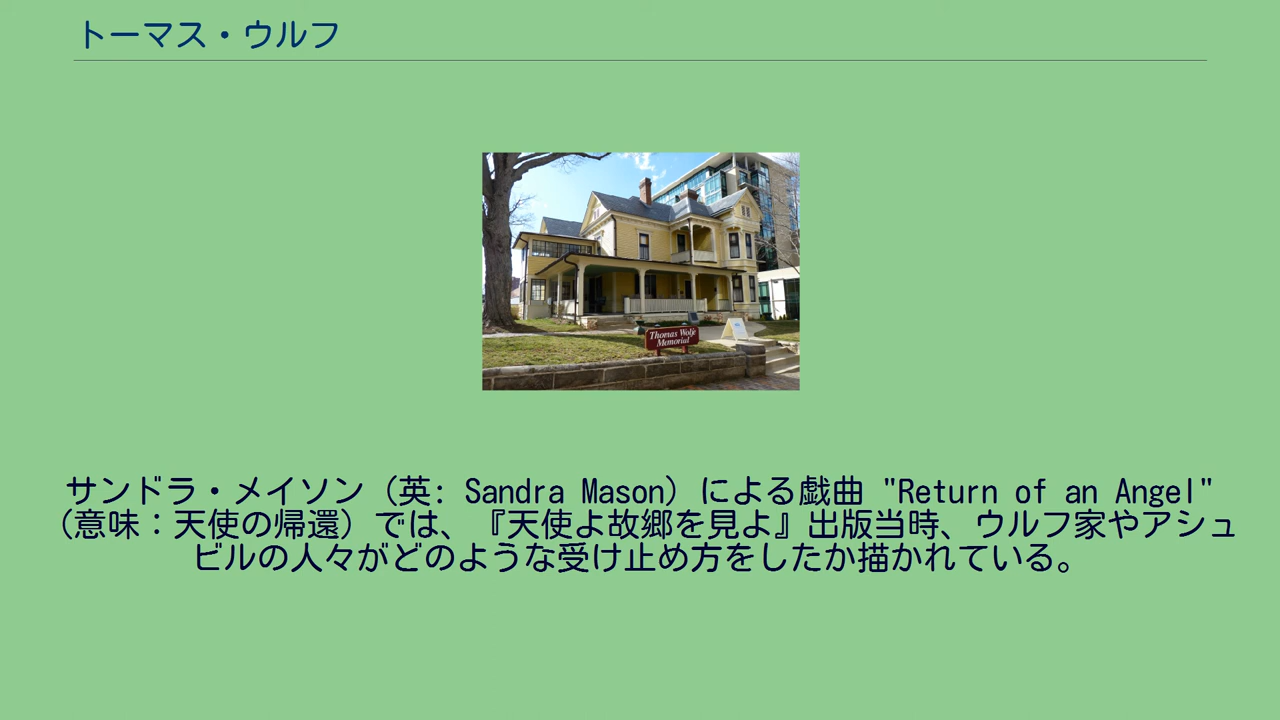 トーマス・ウルフ
Thomas Wolfe
Memorial
サンドラ・メイソン（英: Sandra Mason）による戯曲 "Return of an Angel"
（意味：天使の帰還）では、『天使よ故郷を見よ』出版当時、ウルフ家やアシュ
ビルの人々がどのような受け止め方をしたか描かれている。